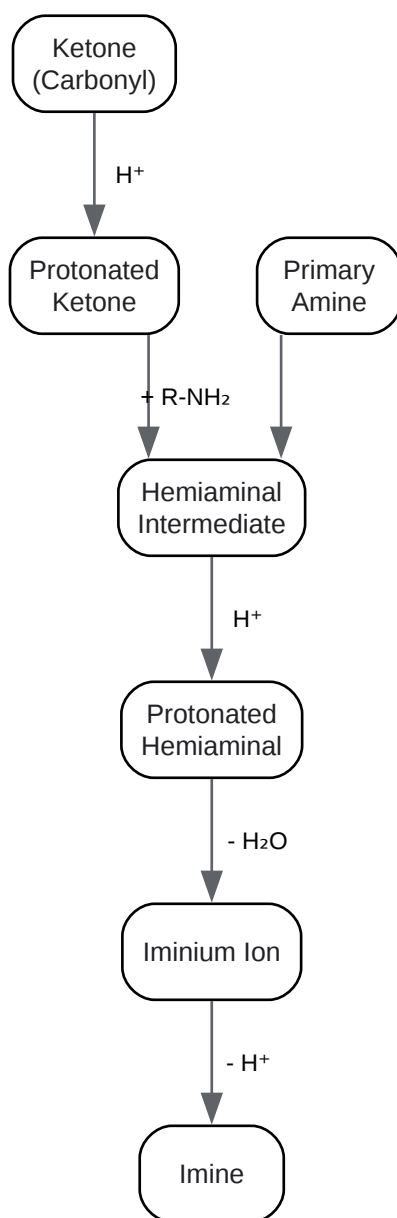 Ketone
(Carbonyl)
H⁺
Protonated
Ketone
Primary
Amine
+ R-NH₂
Hemiaminal
Intermediate
H⁺
Protonated
Hemiaminal
- H₂O
Iminium Ion
- H⁺
Imine